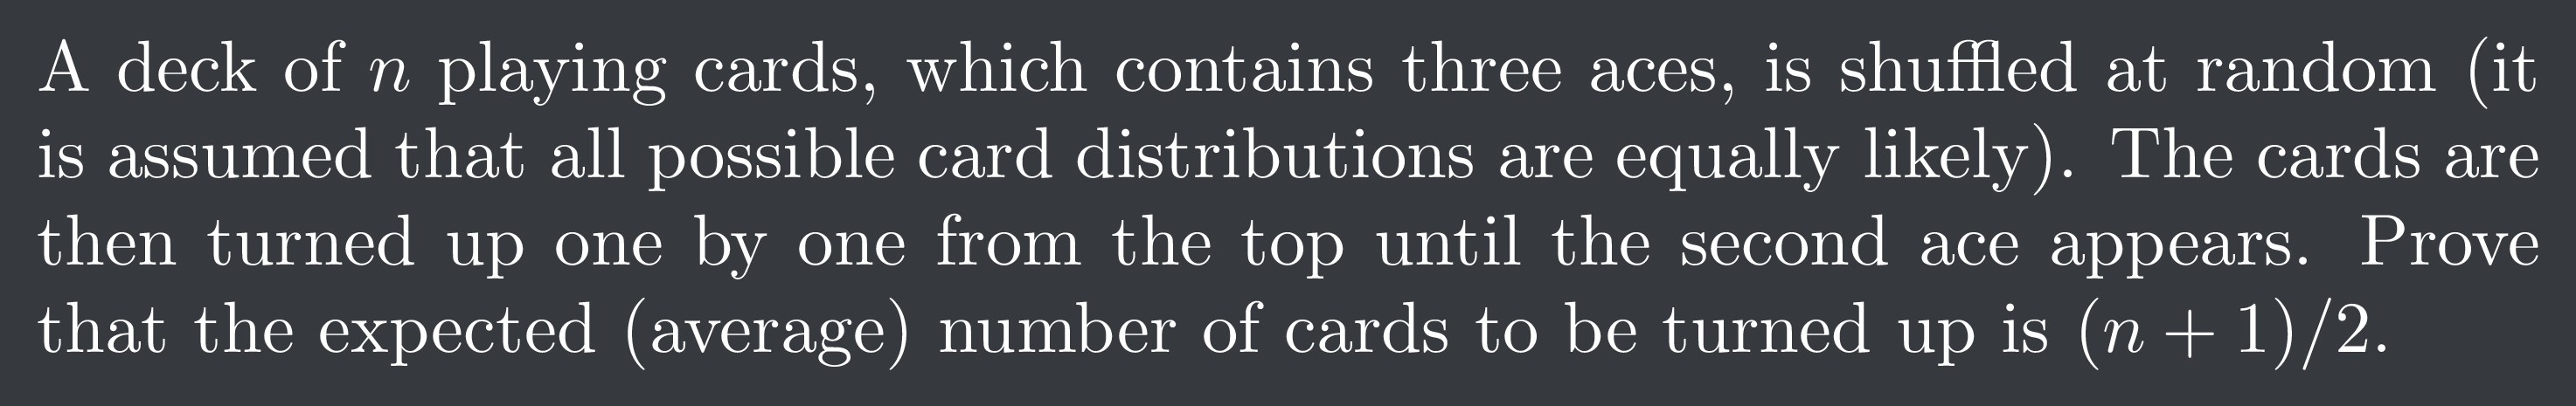 A deck of n playing cards, which contains three aces, is shuffled at random (it
is assumed that all possible card distributions are equally likely). The cards are
then turned up one by one from the top until the second ace appears. Prove
that the expected (average) number of cards to be turned up is (n + 1)/2.